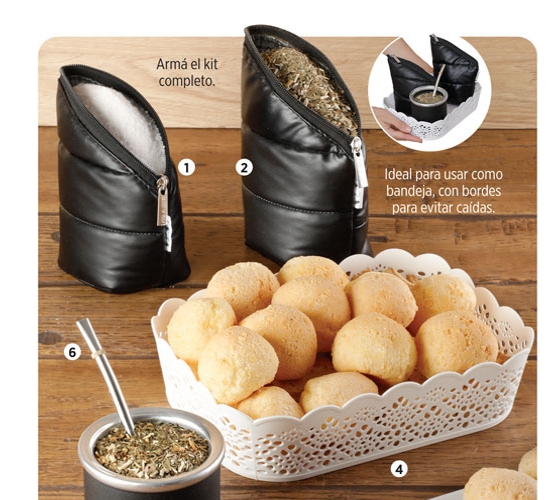 Armá el kit
completo.
1
2
Ideal para usar como
bandeja, con bordes
para evitar caídas.
6
4